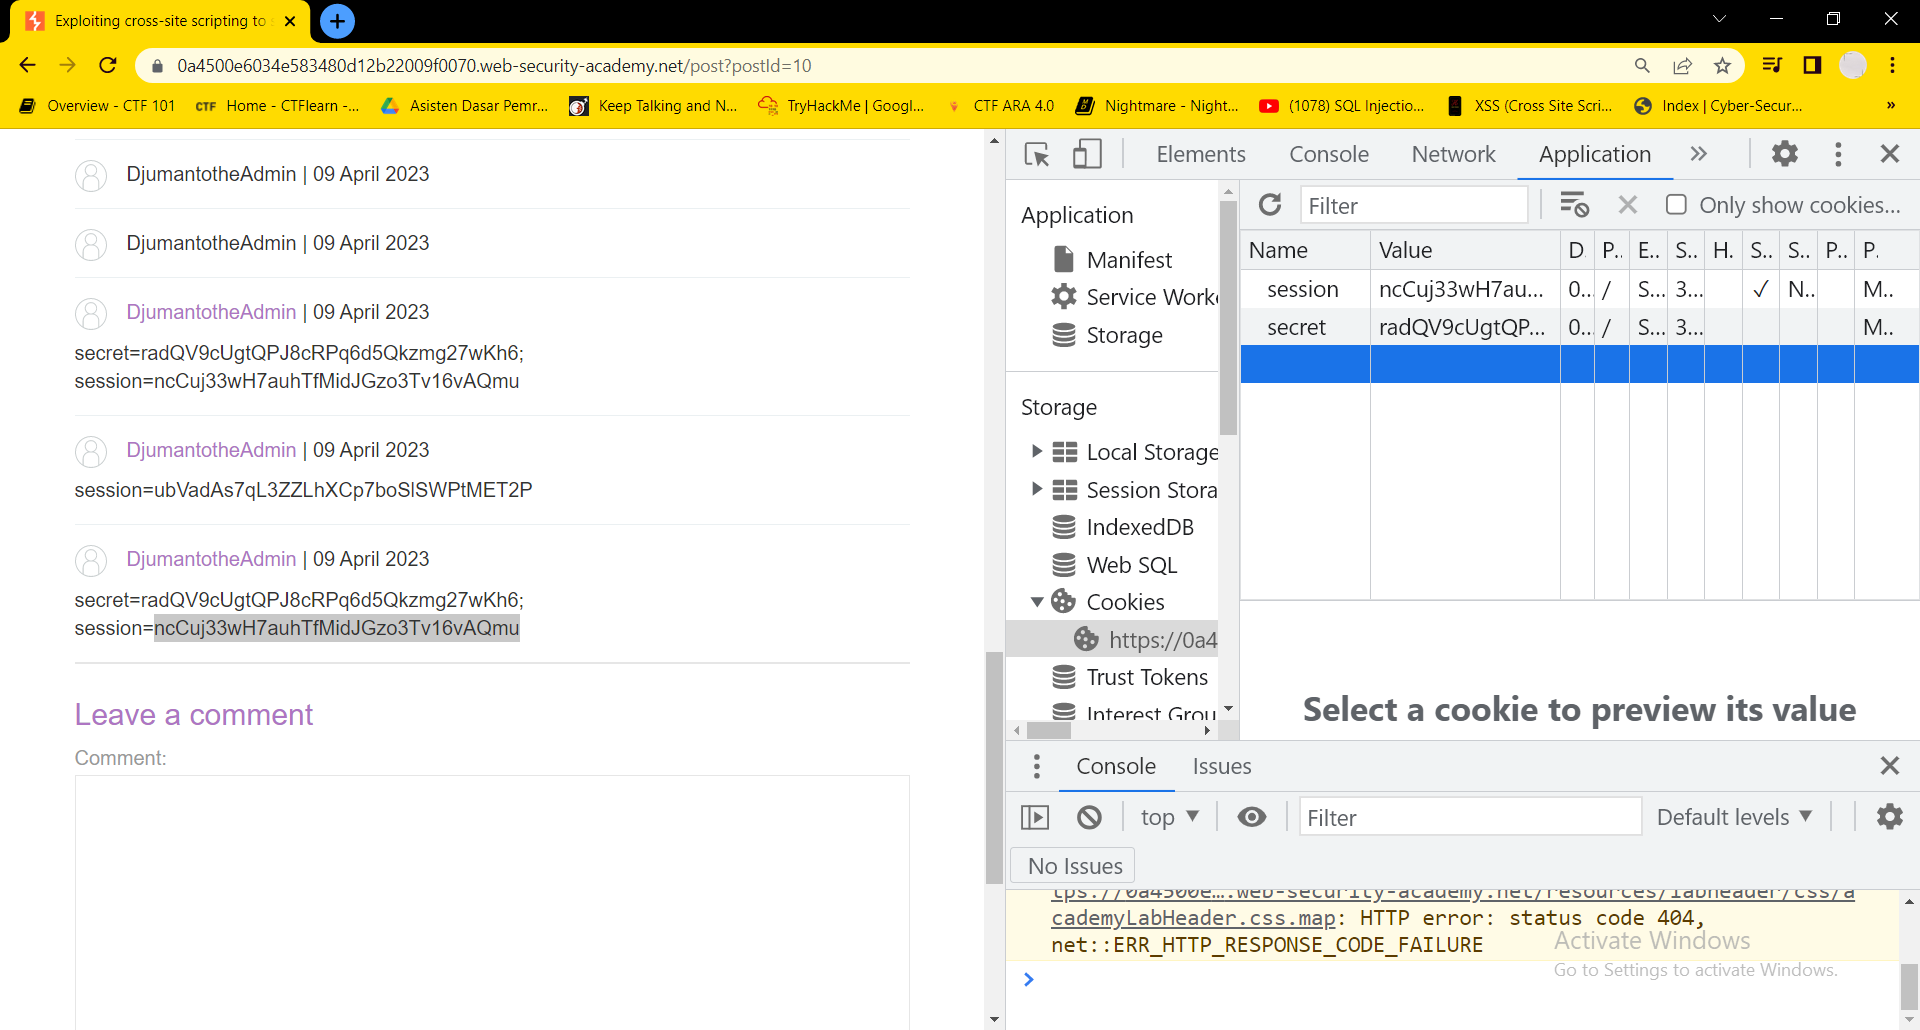 Exploiting cross-site scripting to s
0a4500e6034e583480d12b22009f0070.web-security-academy.net/post?postId=10
Overview - CTF 101
CTF Home - CTFlearn -...
Asisten Dasar Pemr...
Keep Talking and N...
TryHackMe | Googl...
CTF ARA 4.0
Nightmare - Night...
(1078) SQL Injectio...
XSS (Cross Site Scri...
Index | Cyber-Secur...
»
DjumantotheAdmin | 09 April 2023
DjumantotheAdmin | 09 April 2023
DjumantotheAdmin | 09 April 2023
secret=radQV9cUgtQPJ8cRPq6d5Qkzmg27wKh6;
session=ncCuj33wH7auhTfMidJGzo3Tv16vAQmu
DjumantotheAdmin | 09 April 2023
session=ubVadAs7qL3ZZLhXCp7boSlSWPtMET2P
DjumantotheAdmin | 09 April 2023
secret=radQV9cUgtQPJ8cRPq6d5Qkzmg27wKh6;
session=ncCuj33wH7auhTfMidJGzo3Tv16vAQmu
Leave a comment
Comment:
Elements Console Network Application »
Application
Manifest
Service Worke
Storage
Storage
Local Storage
Session Stora
IndexedDB
Web SQL
Cookies
https://0a4
Trust Tokens
Interest Grou
Filter
Only show cookies...
Name Value D P.. E.. S.. H. S.. S.. P.. P.
session ncCuj33wH7au... 0.. / S... 3... ✓ N.. M..
secret radQV9cUgtQP... 0.. / S... 3... M..
Select a cookie to preview its value
Console Issues
top Filter Default levels
No Issues
tps://0a4500e….web-security-academy.net/resources/labheader/css/a
cademyLabHeader.css.map: HTTP error: status code 404,
net::ERR_HTTP_RESPONSE_CODE_FAILURE
Activate Windows
Go to Settings to activate Windows.